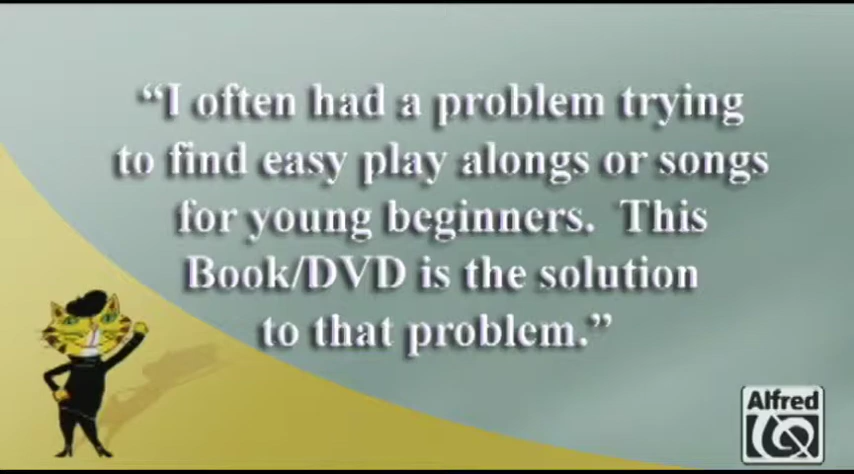 “I often had a problem trying
to find easy play alongs or songs
for young beginners.  This
Book/DVD is the solution
to that problem.”
Alfred